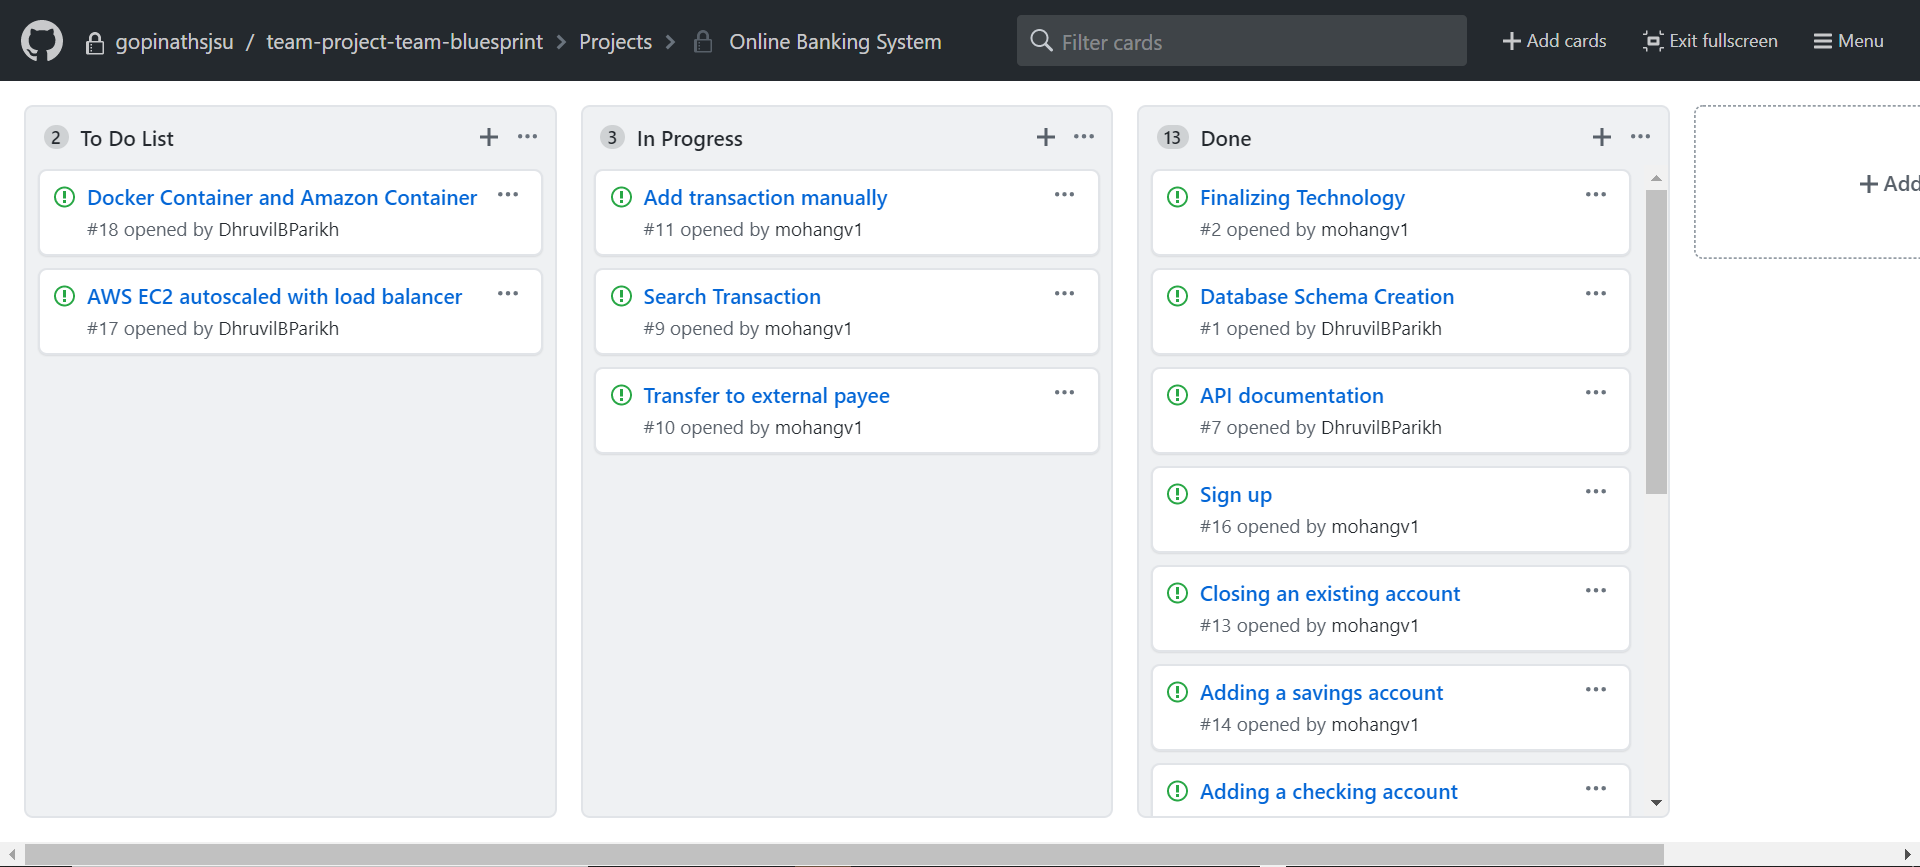 gopinathsjsu / team-project-team-bluesprint > Projects > Online Banking System
Filter cards
Add cards
Exit fullscreen
Menu
2 To Do List
Docker Container and Amazon Container
#18 opened by DhruvilBParikh
AWS EC2 autoscaled with load balancer
#17 opened by DhruvilBParikh
3 In Progress
Add transaction manually
#11 opened by mohangv1
Search Transaction
#9 opened by mohangv1
Transfer to external payee
#10 opened by mohangv1
13 Done
Finalizing Technology
#2 opened by mohangv1
Database Schema Creation
#1 opened by DhruvilBParikh
API documentation
#7 opened by DhruvilBParikh
Sign up
#16 opened by mohangv1
Closing an existing account
#13 opened by mohangv1
Adding a savings account
#14 opened by mohangv1
Adding a checking account
Add